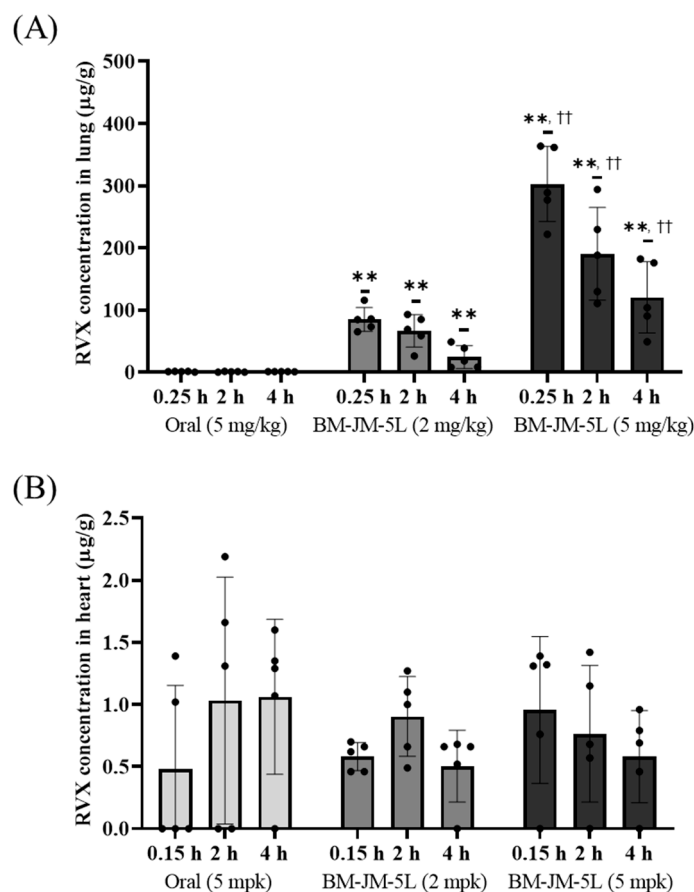 (A)
RVX concentration in lung (μg/g)
500
400
300
200
100
0
**
**
**
**, ††
**, ††
**, ††
0.25 h 2 h 4 h 0.25 h 2 h 4 h 0.25 h 2 h 4 h
Oral (5 mg/kg) BM-JM-5L (2 mg/kg) BM-JM-5L (5 mg/kg)
(B)
RVX concentration in heart (μg/g)
2.5
2.0
1.5
1.0
0.5
0.0
0.15 h 2 h 4 h 0.15 h 2 h 4 h 0.15 h 2 h 4 h
Oral (5 mpk) BM-JM-5L (2 mpk) BM-JM-5L (5 mpk)